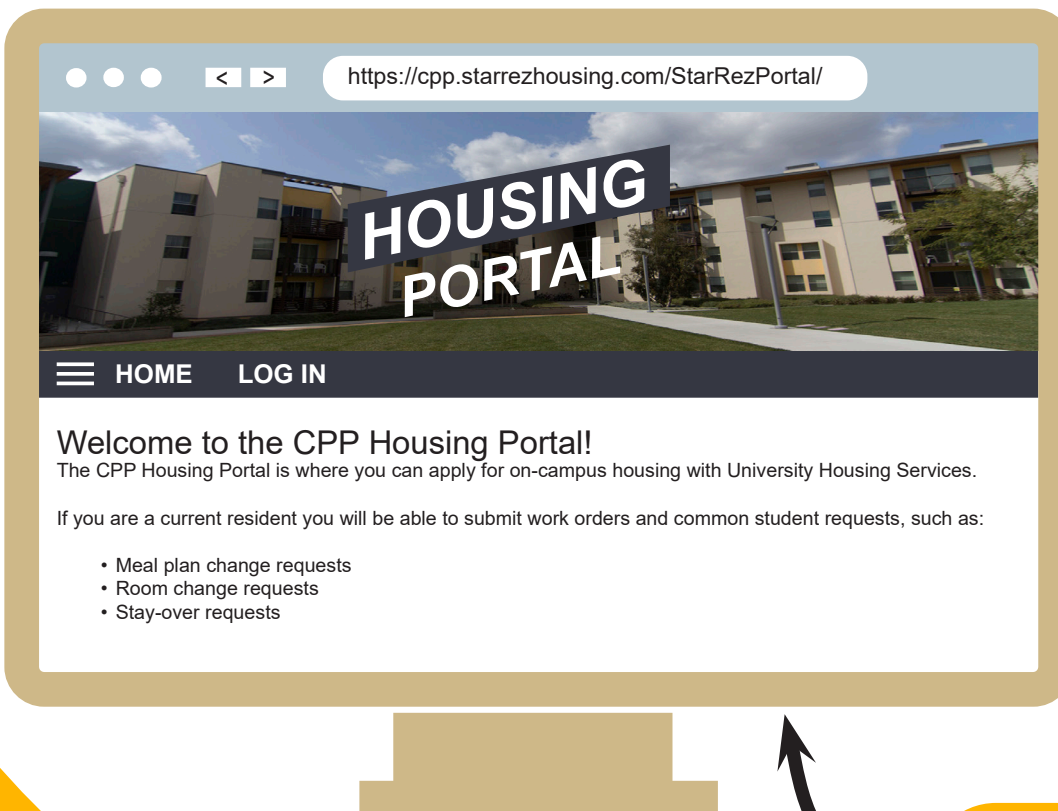 < >
https://cpp.starrezhousing.com/StarRezPortal/
HOUSING
PORTAL
HOME LOG IN
Welcome to the CPP Housing Portal!
The CPP Housing Portal is where you can apply for on-campus housing with University Housing Services.
If you are a current resident you will be able to submit work orders and common student requests, such as:
• Meal plan change requests
• Room change requests
• Stay-over requests